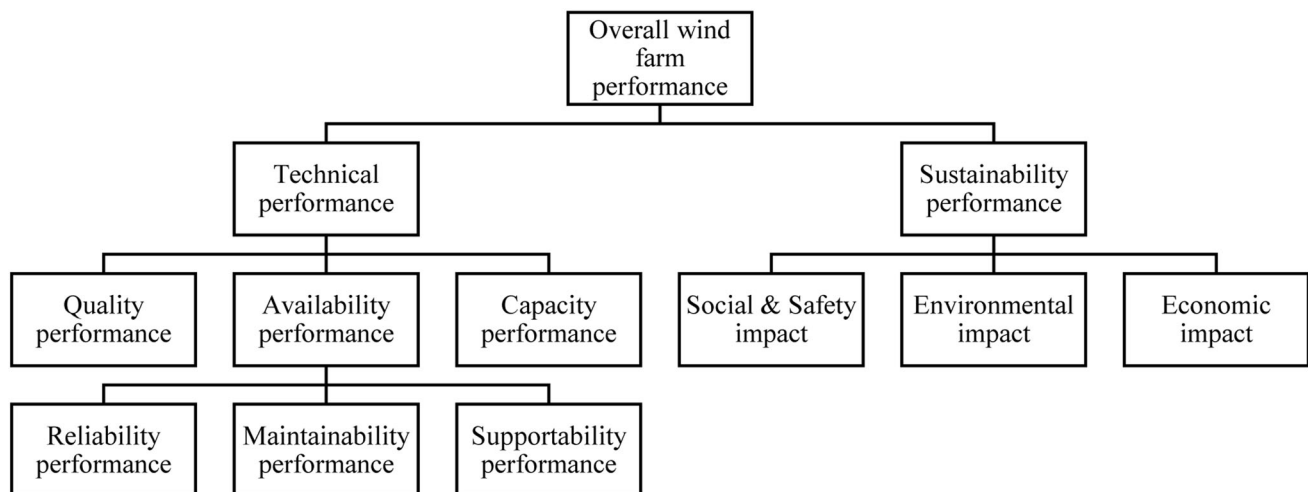 Overall wind
farm
performance
Technical
performance
Sustainability
performance
Quality
performance
Availability
performance
Capacity
performance
Social & Safety
impact
Environmental
impact
Economic
impact
Reliability
performance
Maintainability
performance
Supportability
performance